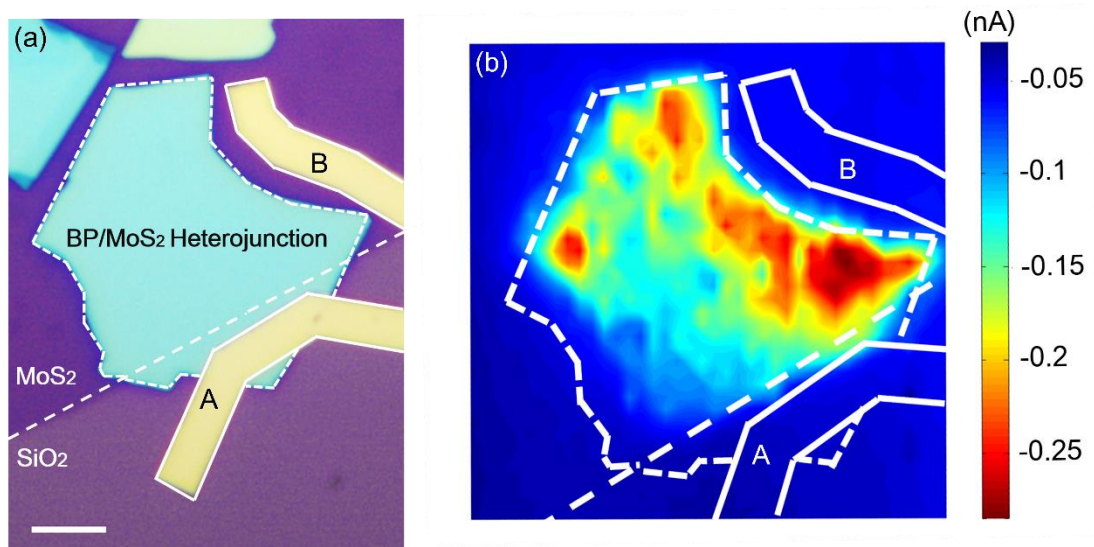 (a)
B
BP/MoS₂ Heterojunction
MoS₂
A
SiO₂
(b)
B
A
(nA)
-0.05
-0.1
-0.15
-0.2
-0.25